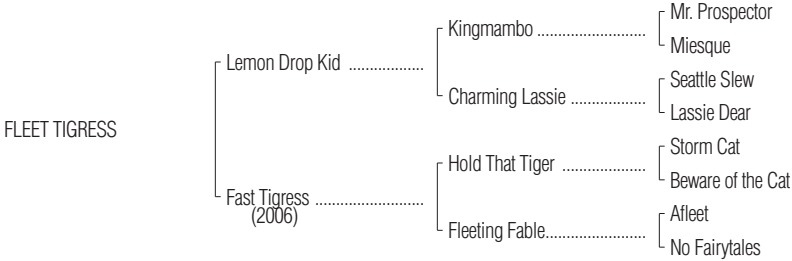 Mr. Prospector
Kingmambo ..........................
Miesque
Lemon Drop Kid ..................
Seattle Slew
Charming Lassie ..................
Lassie Dear
FLEET TIGRESS
Storm Cat
Hold That Tiger ....................
Beware of the Cat
Fast Tigress ..........................
(2006)
Afleet
Fleeting Fable........................
No Fairytales